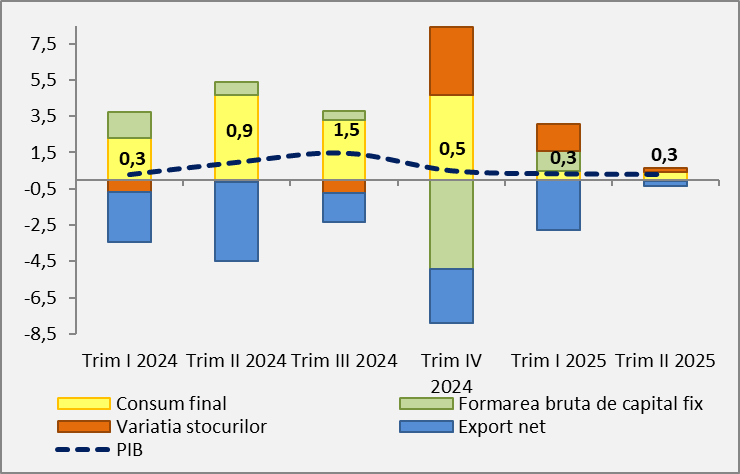 7,5
5,5
3,5
1,5
-0,5
-2,5
-4,5
-6,5
-8,5
0,3
0,9
1,5
0,5
0,3
0,3
Trim I 2024
Trim II 2024
Trim III 2024
Trim IV
2024
Trim I 2025
Trim II 2025
Consum final
Formarea bruta de capital fix
Variatia stocurilor
Export net
PIB